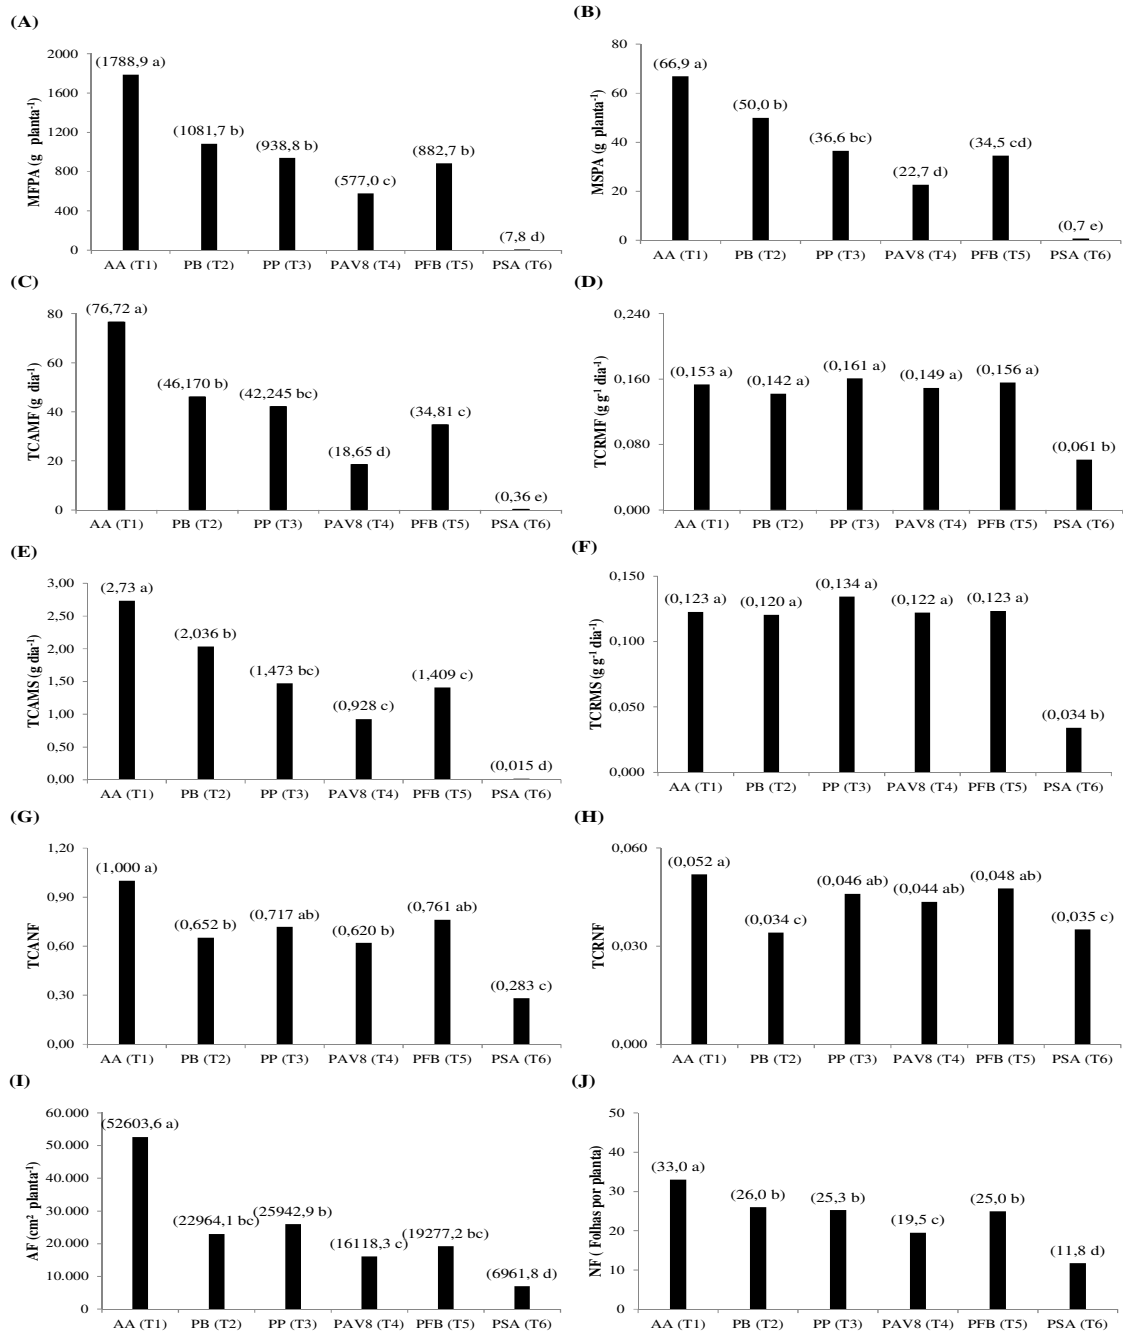 (A)
MFPA (g planta-1)
2000
1600
1200
800
400
0
(1788,9 a)
(1081,7 b)
(938,8 b)
(577,0 c)
(882,7 b)
(7,8 d)
AA (T1) PB (T2) PP (T3) PAV8 (T4) PFB (T5) PSA (T6)
(B)
MSPA (g planta-1)
80
60
40
20
0
(66,9 a)
(50,0 b)
(36,6 bc)
(22,7 d)
(34,5 cd)
(0,7 e)
AA (T1) PB (T2) PP (T3) PAV8 (T4) PFB (T5) PSA (T6)
(C)
TCAMF (g dia-1)
80
60
40
20
0
(76,72 a)
(46,170 b)
(42,245 bc)
(18,65 d)
(34,81 c)
(0,36 e)
AA (T1) PB (T2) PP (T3) PAV8 (T4) PFB (T5) PSA (T6)
(D)
TCRMF (g g-1 dia-1)
0,240
0,160
0,080
0,000
(0,153 a)
(0,142 a)
(0,161 a)
(0,149 a)
(0,156 a)
(0,061 b)
AA (T1) PB (T2) PP (T3) PAV8 (T4) PFB (T5) PSA (T6)
(E)
TCAMS (g dia-1)
3,00
2,50
2,00
1,50
1,00
0,50
0,00
(2,73 a)
(2,036 b)
(1,473 bc)
(0,928 c)
(1,409 c)
(0,015 d)
AA (T1) PB (T2) PP (T3) PAV8 (T4) PFB (T5) PSA (T6)
(F)
TCRMS (g g-1 dia-1)
0,150
0,100
0,050
0,000
(0,123 a)
(0,120 a)
(0,134 a)
(0,122 a)
(0,123 a)
(0,034 b)
AA (T1) PB (T2) PP (T3) PAV8 (T4) PFB (T5) PSA (T6)
(G)
TCANF
1,20
0,90
0,60
0,30
0,00
(1,000 a)
(0,652 b)
(0,717 ab)
(0,620 b)
(0,761 ab)
(0,283 c)
AA (T1) PB (T2) PP (T3) PAV8 (T4) PFB (T5) PSA (T6)
(H)
TCRNF
0,060
0,030
0,000
(0,052 a)
(0,034 c)
(0,046 ab)
(0,044 ab)
(0,048 ab)
(0,035 c)
AA (T1) PB (T2) PP (T3) PAV8 (T4) PFB (T5) PSA (T6)
(I)
AF (cm² planta-1)
60.000
50.000
40.000
30.000
20.000
10.000
0
(52603,6 a)
(22964,1 bc)
(25942,9 b)
(16118,3 c)
(19277,2 bc)
(6961,8 d)
AA (T1) PB (T2) PP (T3) PAV8 (T4) PFB (T5) PSA (T6)
(J)
NF ( Folhas por planta)
50
40
30
20
10
0
(33,0 a)
(26,0 b)
(25,3 b)
(19,5 c)
(25,0 b)
(11,8 d)
AA (T1) PB (T2) PP (T3) PAV8 (T4) PFB (T5) PSA (T6)